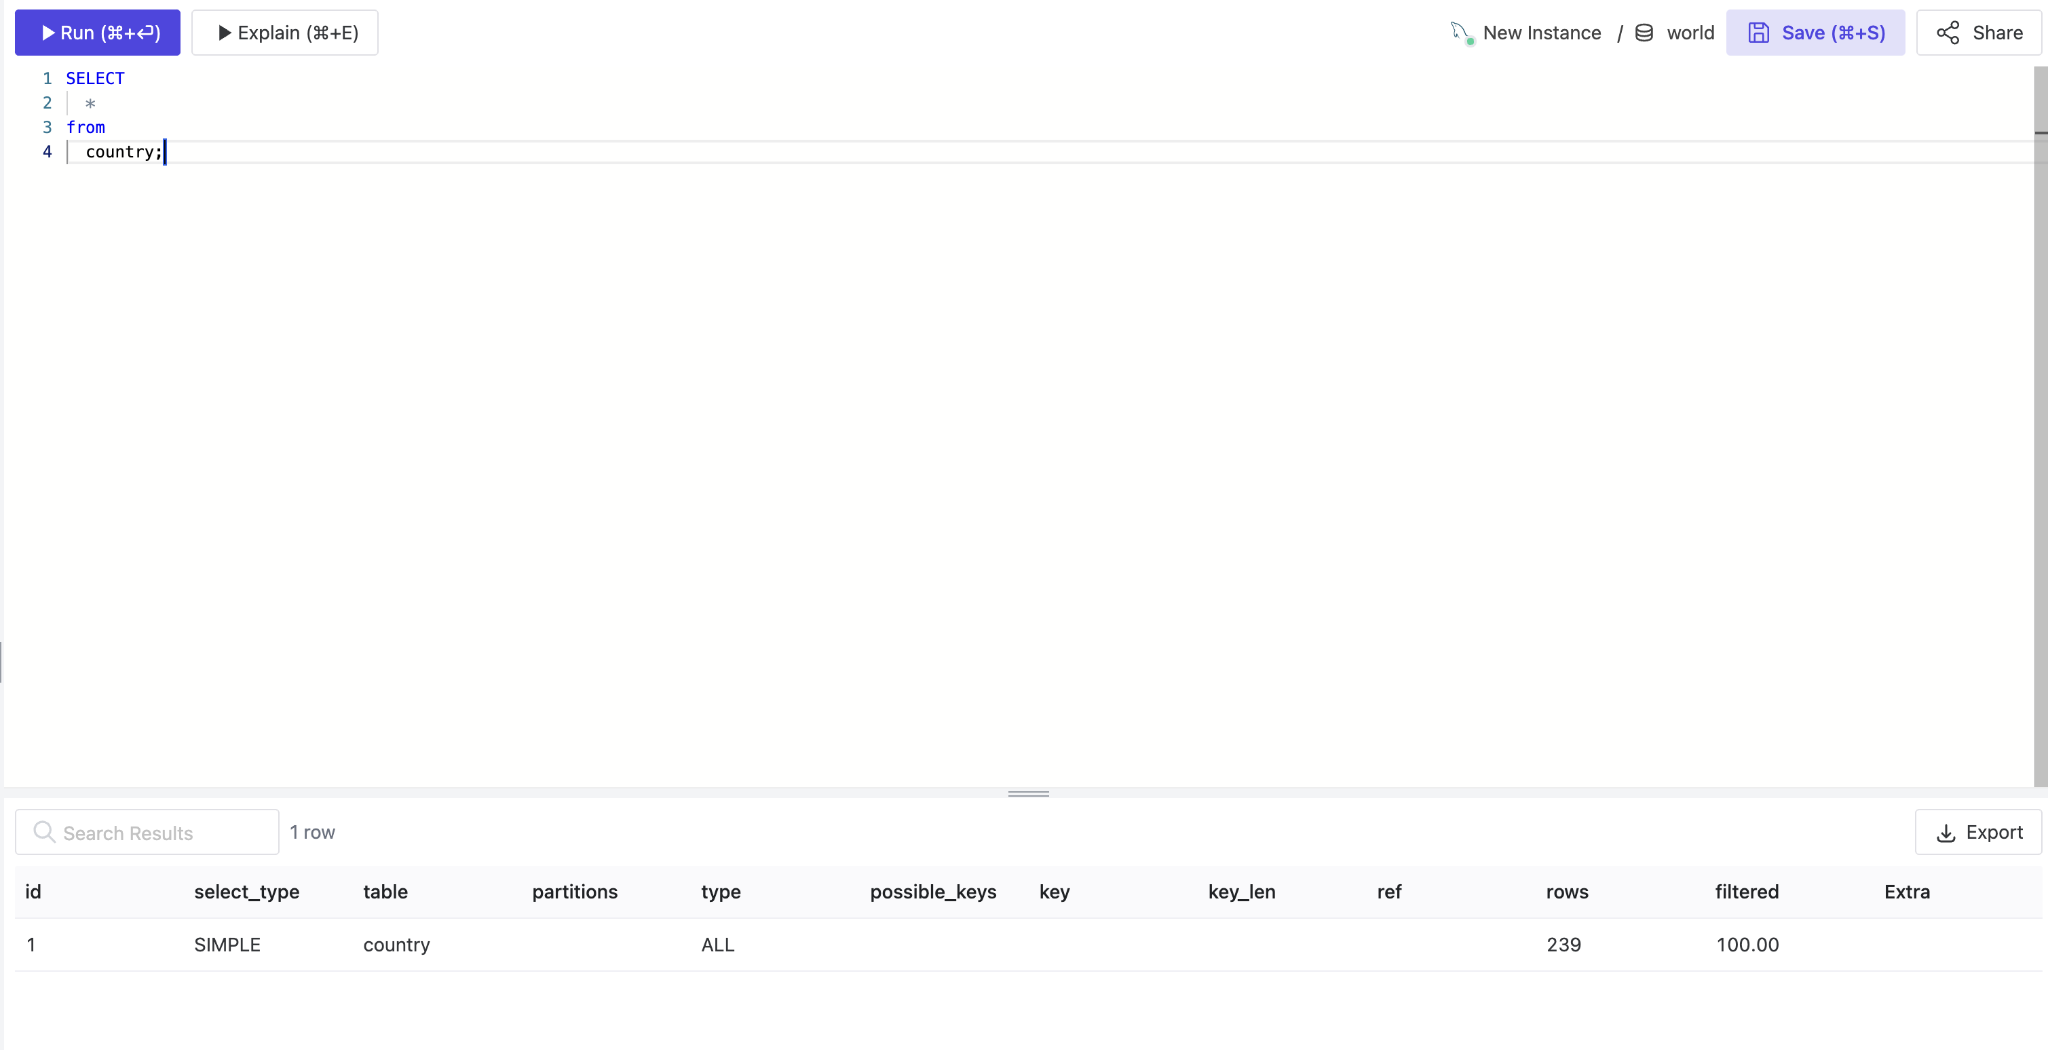 Run (⌘+⏎) Explain (⌘+E) New Instance / world Save (⌘+S) Share
1 SELECT
2 *
3 from
4 country;
Search Results 1 row Export
id select_type table partitions type possible_keys key key_len ref rows filtered Extra
1 SIMPLE country ALL 239 100.00